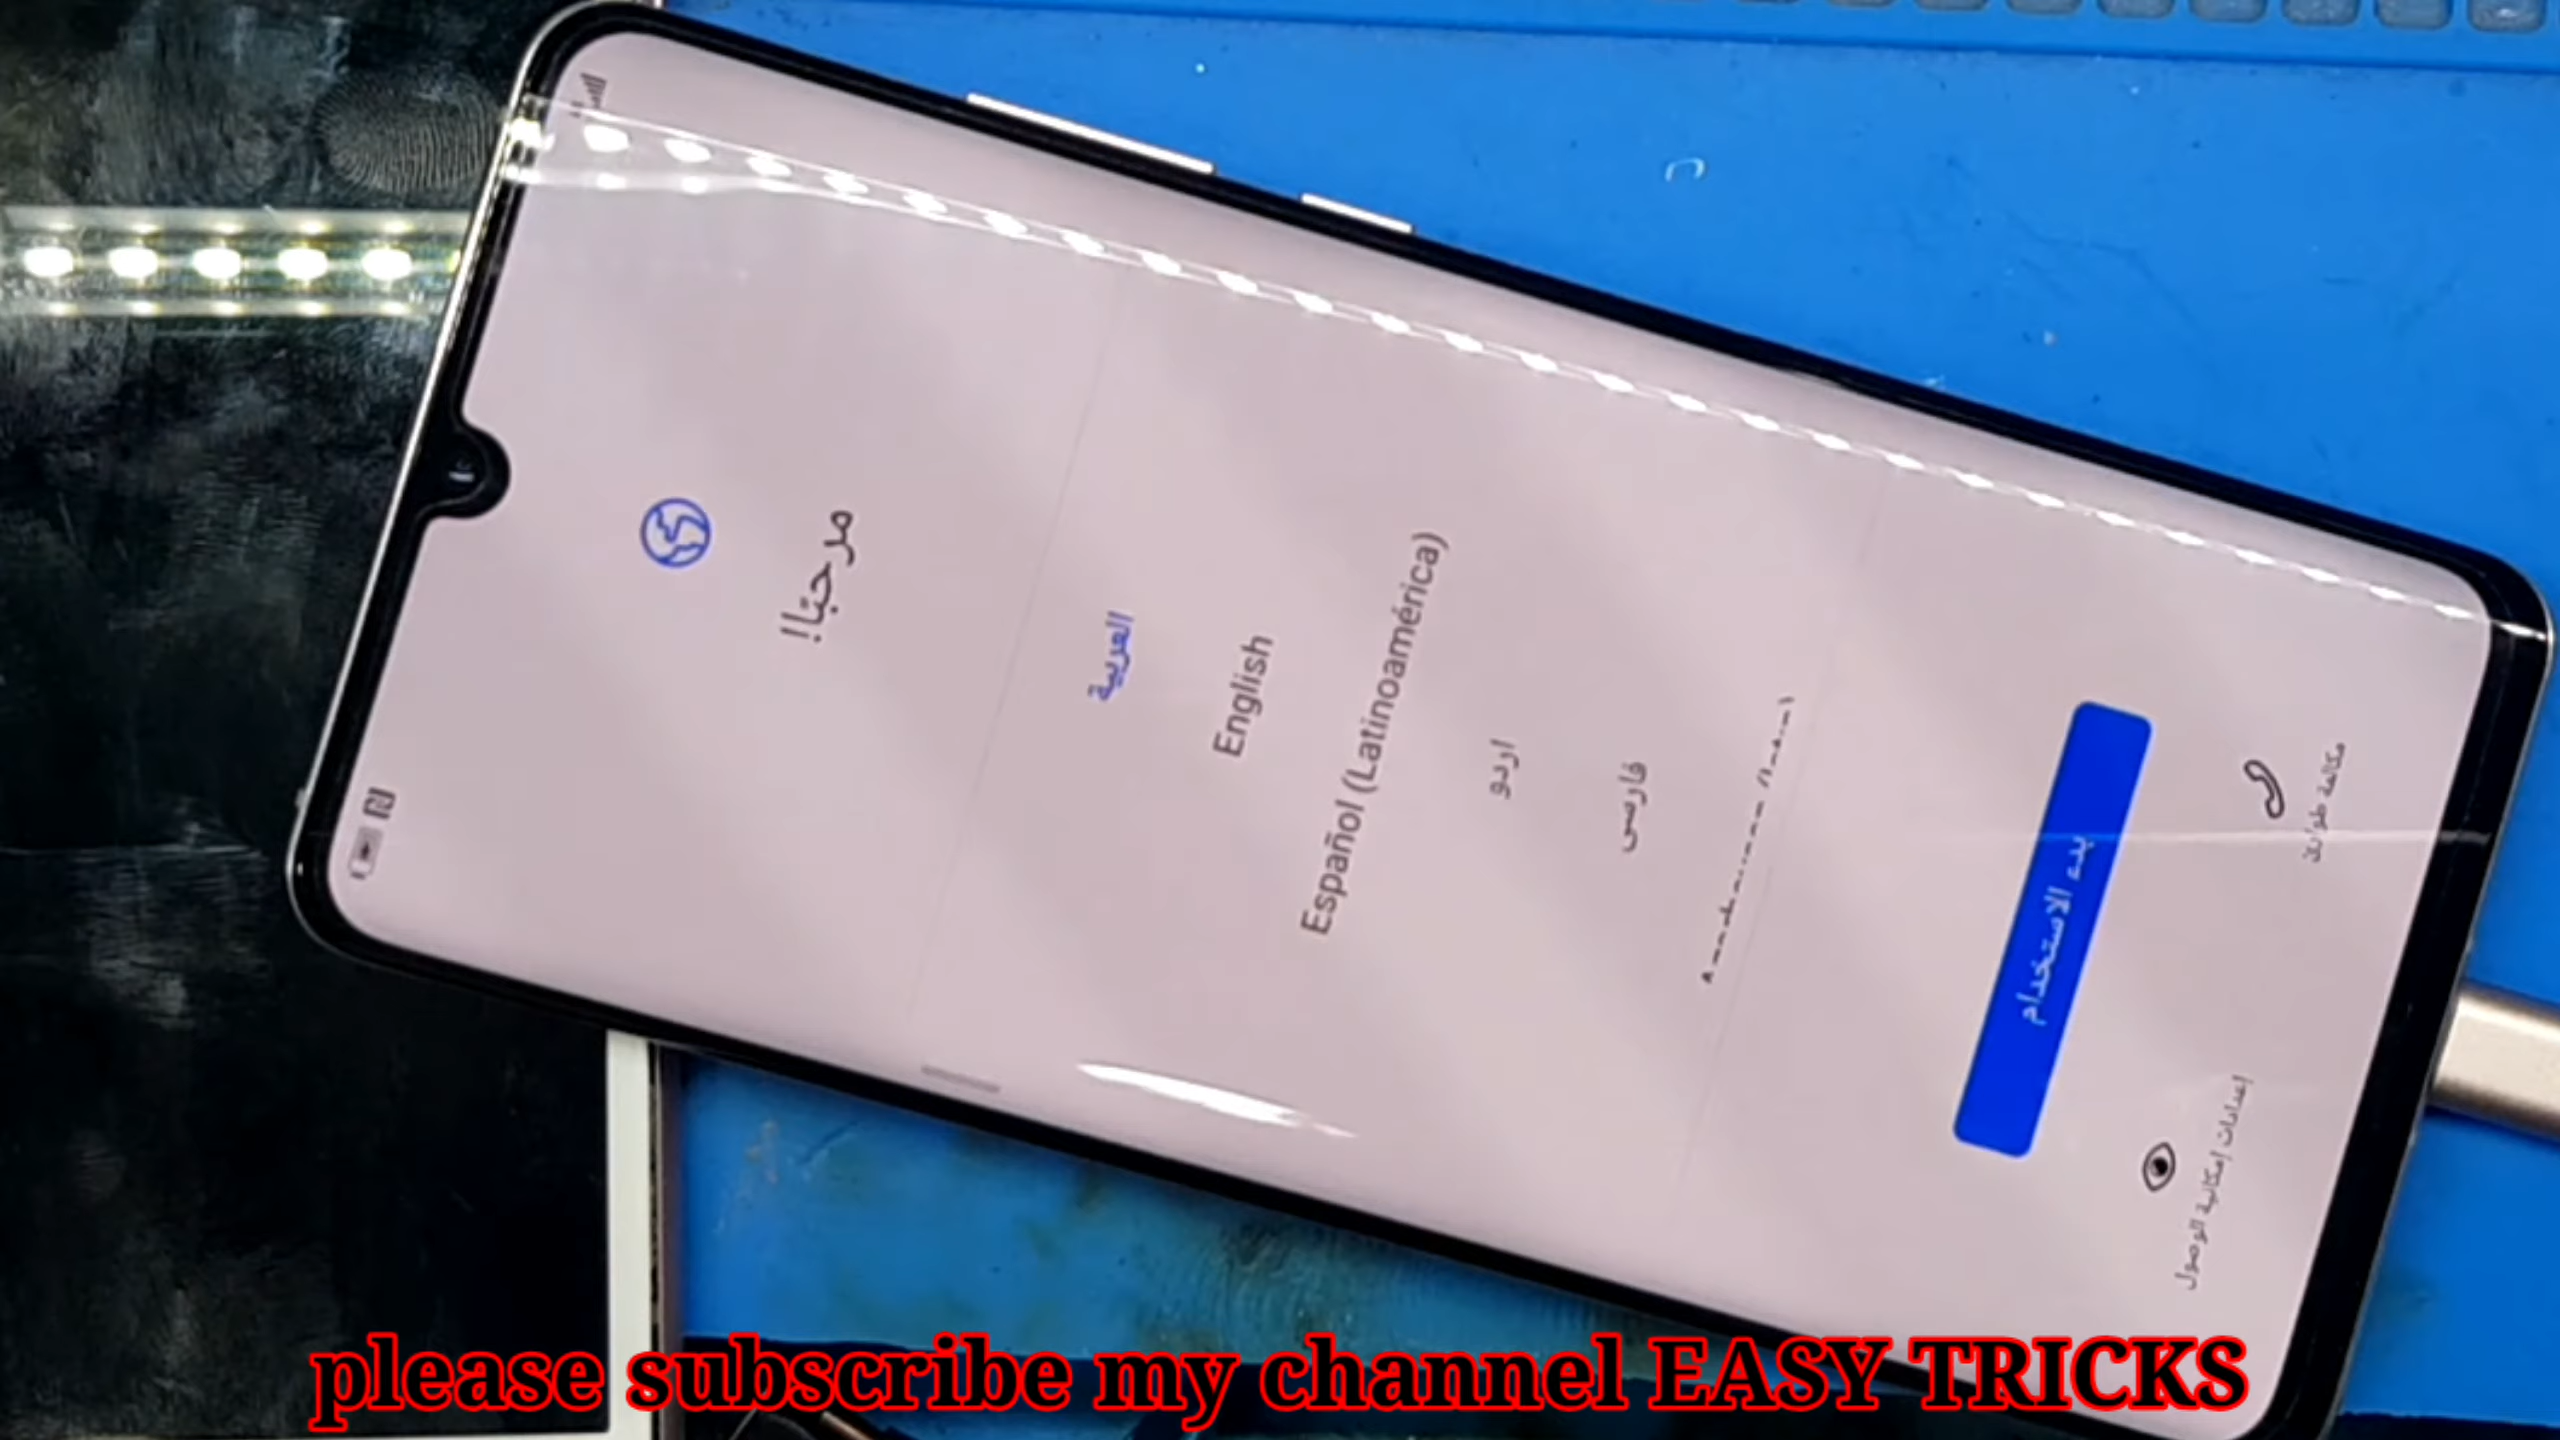 مرحبًا!
العربية
English
Español (Latinoamérica)
اردو
فارسی
بدء الاستخدام
مكالمة طوارئ
إعدادات إمكانية الوصول
please subscribe my channel EASY TRICKS